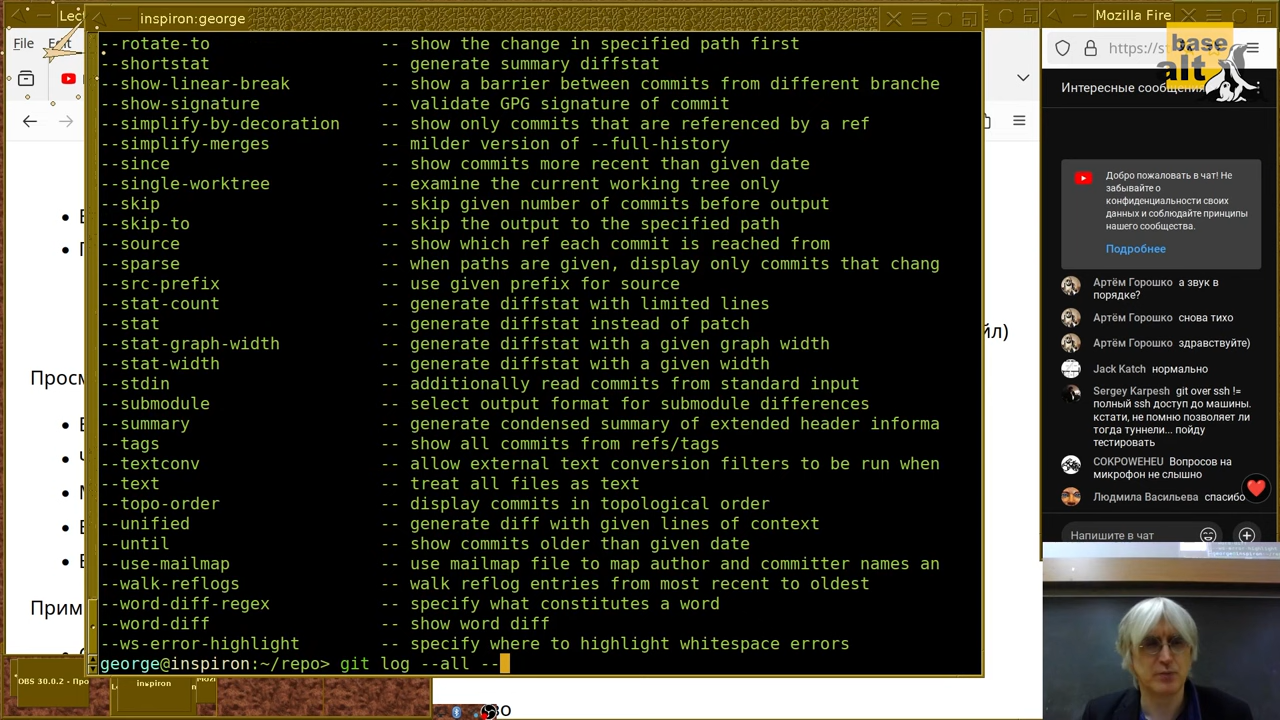 Lec
inspiron:george
Mozilla Fire
File Edit
https://s
base
alt
Интересные сообщения
--rotate-to -- show the change in specified path first
--shortstat -- generate summary diffstat
--show-linear-break -- show a barrier between commits from different branche
--show-signature -- validate GPG signature of commit
--simplify-by-decoration -- show only commits that are referenced by a ref
--simplify-merges -- milder version of --full-history
--since -- show commits more recent than given date
--single-worktree -- examine the current working tree only
--skip -- skip given number of commits before output
--skip-to -- skip the output to the specified path
--source -- show which ref each commit is reached from
--sparse -- when paths are given, display only commits that chang
--src-prefix -- use given prefix for source
--stat-count -- generate diffstat with limited lines
--stat -- generate diffstat instead of patch
--stat-graph-width -- generate diffstat with a given graph width
--stat-width -- generate diffstat with a given width
--stdin -- additionally read commits from standard input
--submodule -- select output format for submodule differences
--summary -- generate condensed summary of extended header informa
--tags -- show all commits from refs/tags
--textconv -- allow external text conversion filters to be run when
--text -- treat all files as text
--topo-order -- display commits in topological order
--unified -- generate diff with given lines of context
--until -- show commits older than given date
--use-mailmap -- use mailmap file to map author and committer names an
--walk-reflogs -- walk reflog entries from most recent to oldest
--word-diff-regex -- specify what constitutes a word
--word-diff -- show word diff
--ws-error-highlight -- specify where to highlight whitespace errors
george@inspiron:~/repo> git log --all --
Просм
Прим
йл)
Добро пожаловать в чат! Не
забывайте о
конфиденциальности своих
данных и соблюдайте принципы
нашего сообщества.
Подробнее
Артём Горошко а звук в
порядке?
Артём Горошко снова тихо
Артём Горошко здравствуйте)
Jack Katch нормально
Sergey Karpesh git over ssh !=
полный ssh доступ до машины.
кстати, не помню позволяет ли
тогда туннели... пойду
тестировать
COKPOWEHEU Вопросов на
микрофон не слышно
Людмила Васильева спасибо
Напишите в чат
OBS 30.0.2 - Про
inspiron